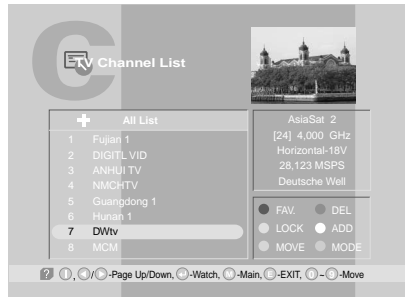 TV Channel List
All List
1 Fujian 1
2 DIGITL VID
3 ANHUI TV
4 NMCHTV
5 Guangdong 1
6 Hunan 1
7 DWtv
8 MCM
AsiaSat 2
[24] 4,000 GHz
Horizontal-18V
28,123 MSPS
Deutsche Well
FAV. DEL
LOCK ADD
MOVE MODE
? , / -Page Up/Down, -Watch, M -Main, E -EXIT, 0 ~ 9 -Move